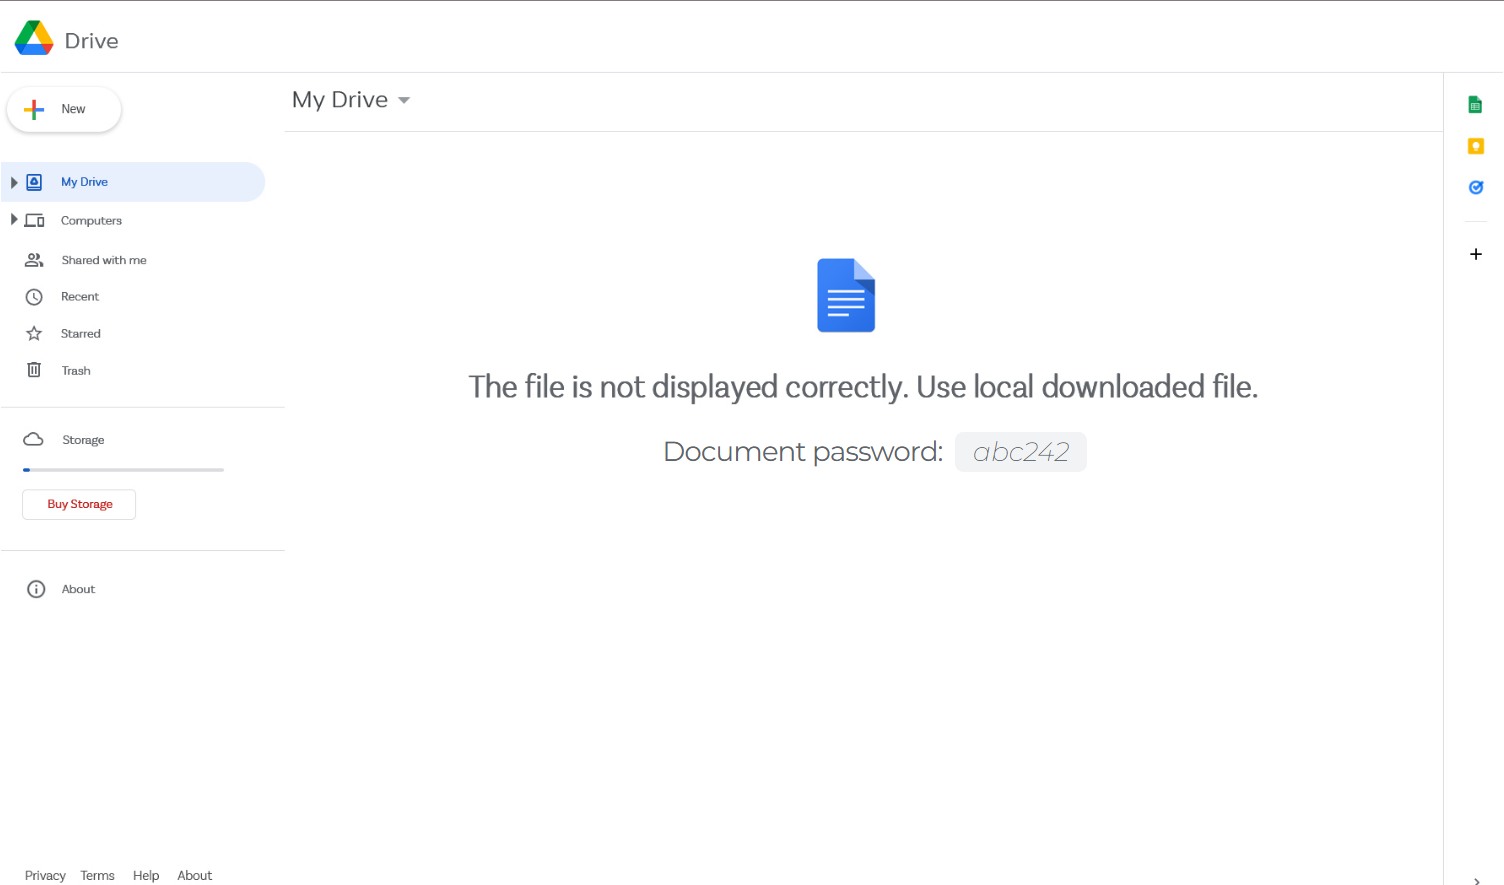 Drive
New
My Drive
My Drive
Computers
Shared with me
Recent
Starred
Trash
The file is not displayed correctly. Use local downloaded file.
Document password: abc242
Storage
Buy Storage
About
Privacy Terms Help About